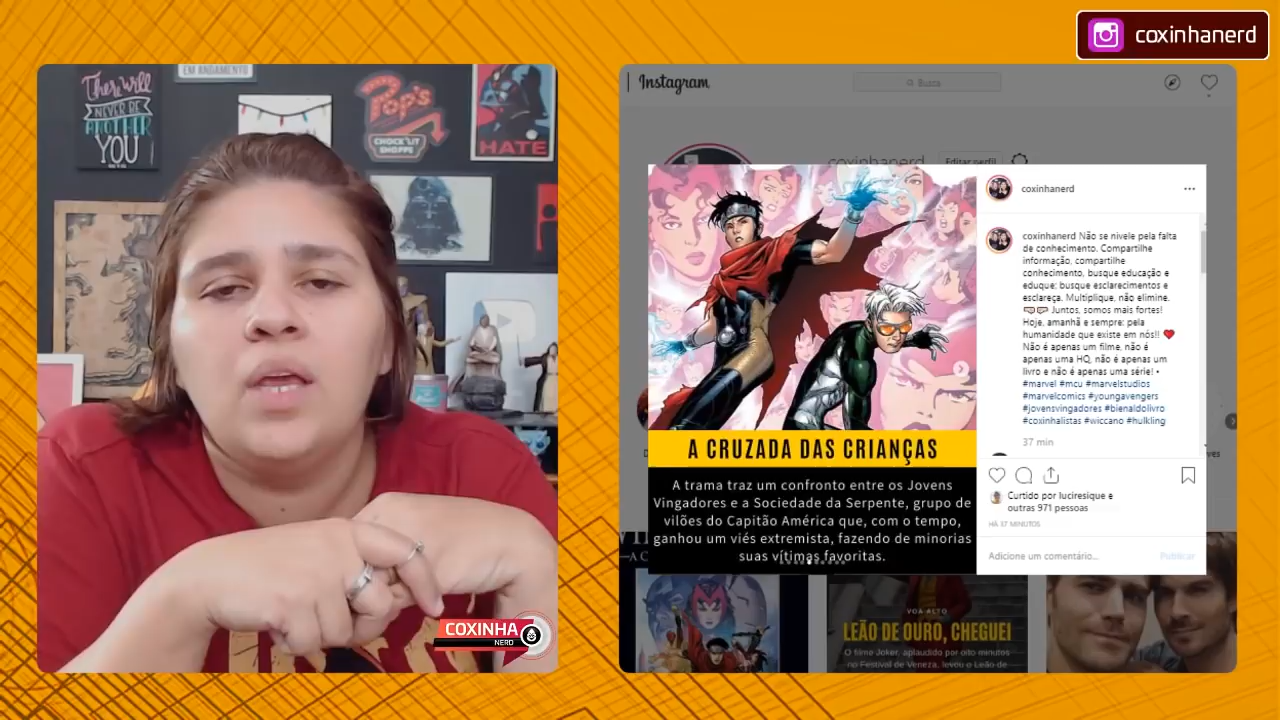 coxinhanerd
There will
NEVER BE
ANOTHER
YOU
EM ANDAMENTO
Pop's
CHOCK'LIT
SHOPPE
HATE
COXINHA
NERD
Instagram
Busca
coxinhanerd
Editar perfil
A CRUZADA DAS CRIANÇAS
A trama traz um confronto entre os Jovens
Vingadores e a Sociedade da Serpente, grupo de
vilões do Capitão América que, com o tempo,
ganhou um viés extremista, fazendo de minorias
suas vítimas favoritas.
coxinhanerd
coxinhanerd Não se nivele pela falta
de conhecimento. Compartilhe
informação, compartilhe
conhecimento, busque educação e
eduque: busque esclarecimentos e
esclareça. Multiplique, não elimine.
Juntos, somos mais fortes!
Hoje, amanhã e sempre: pela
humanidade que existe em nós!! ❤
Não é apenas um filme, não é
apenas uma HQ, não é apenas um
livro e não é apenas uma série! •
#marvel #mcu #marvelstudios
#marvelcomics #youngavengers
#jovensvingadores #bienaldolivro
#coxinhalistas #wiccano #hulkling
37 min
Curtido por luciresique e
outras 971 pessoas
HÁ 37 MINUTOS
Adicione um comentário...
Publicar
VOA ALTO
LEÃO DE OURO, CHEGUEI
O filme Joker, aplaudido por oito minutos
no Festival de Veneza, levou o Leão de